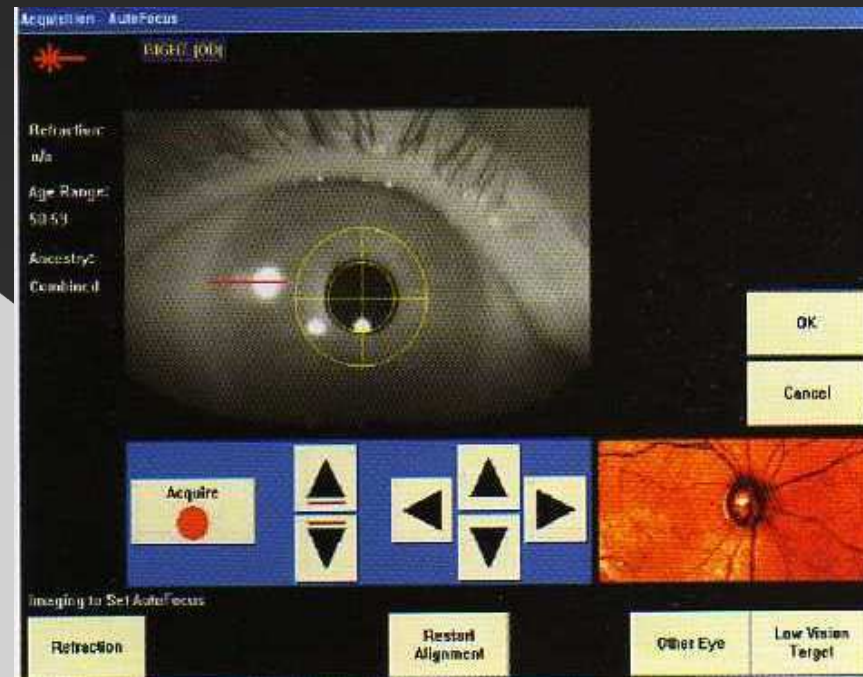 Acquisition - AutoFocus
RIGHT (OD)
Refraction:
n/a
Age Range:
50-59
Ancestry:
Combined
OK
Cancel
Acquire
Imaging to Set AutoFocus
Refraction
Restart
Alignment
Other Eye
Low Vision
Target